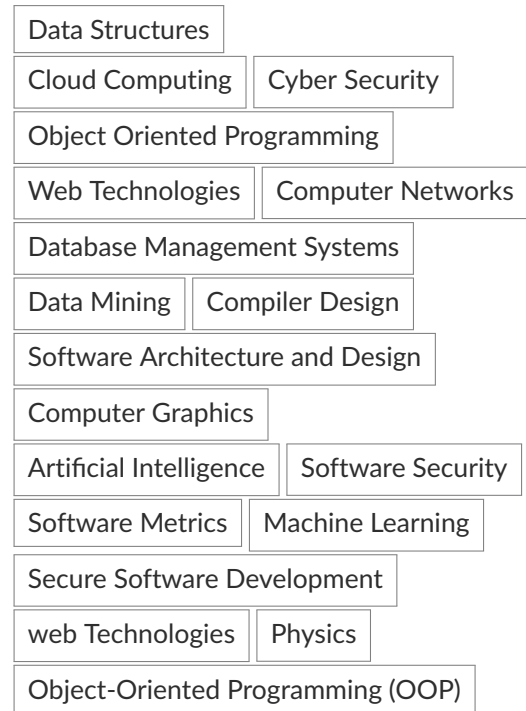 Data Structures
Cloud Computing Cyber Security
Object Oriented Programming
Web Technologies Computer Networks
Database Management Systems
Data Mining Compiler Design
Software Architecture and Design
Computer Graphics
Artificial Intelligence Software Security
Software Metrics Machine Learning
Secure Software Development
web Technologies Physics
Object-Oriented Programming (OOP)